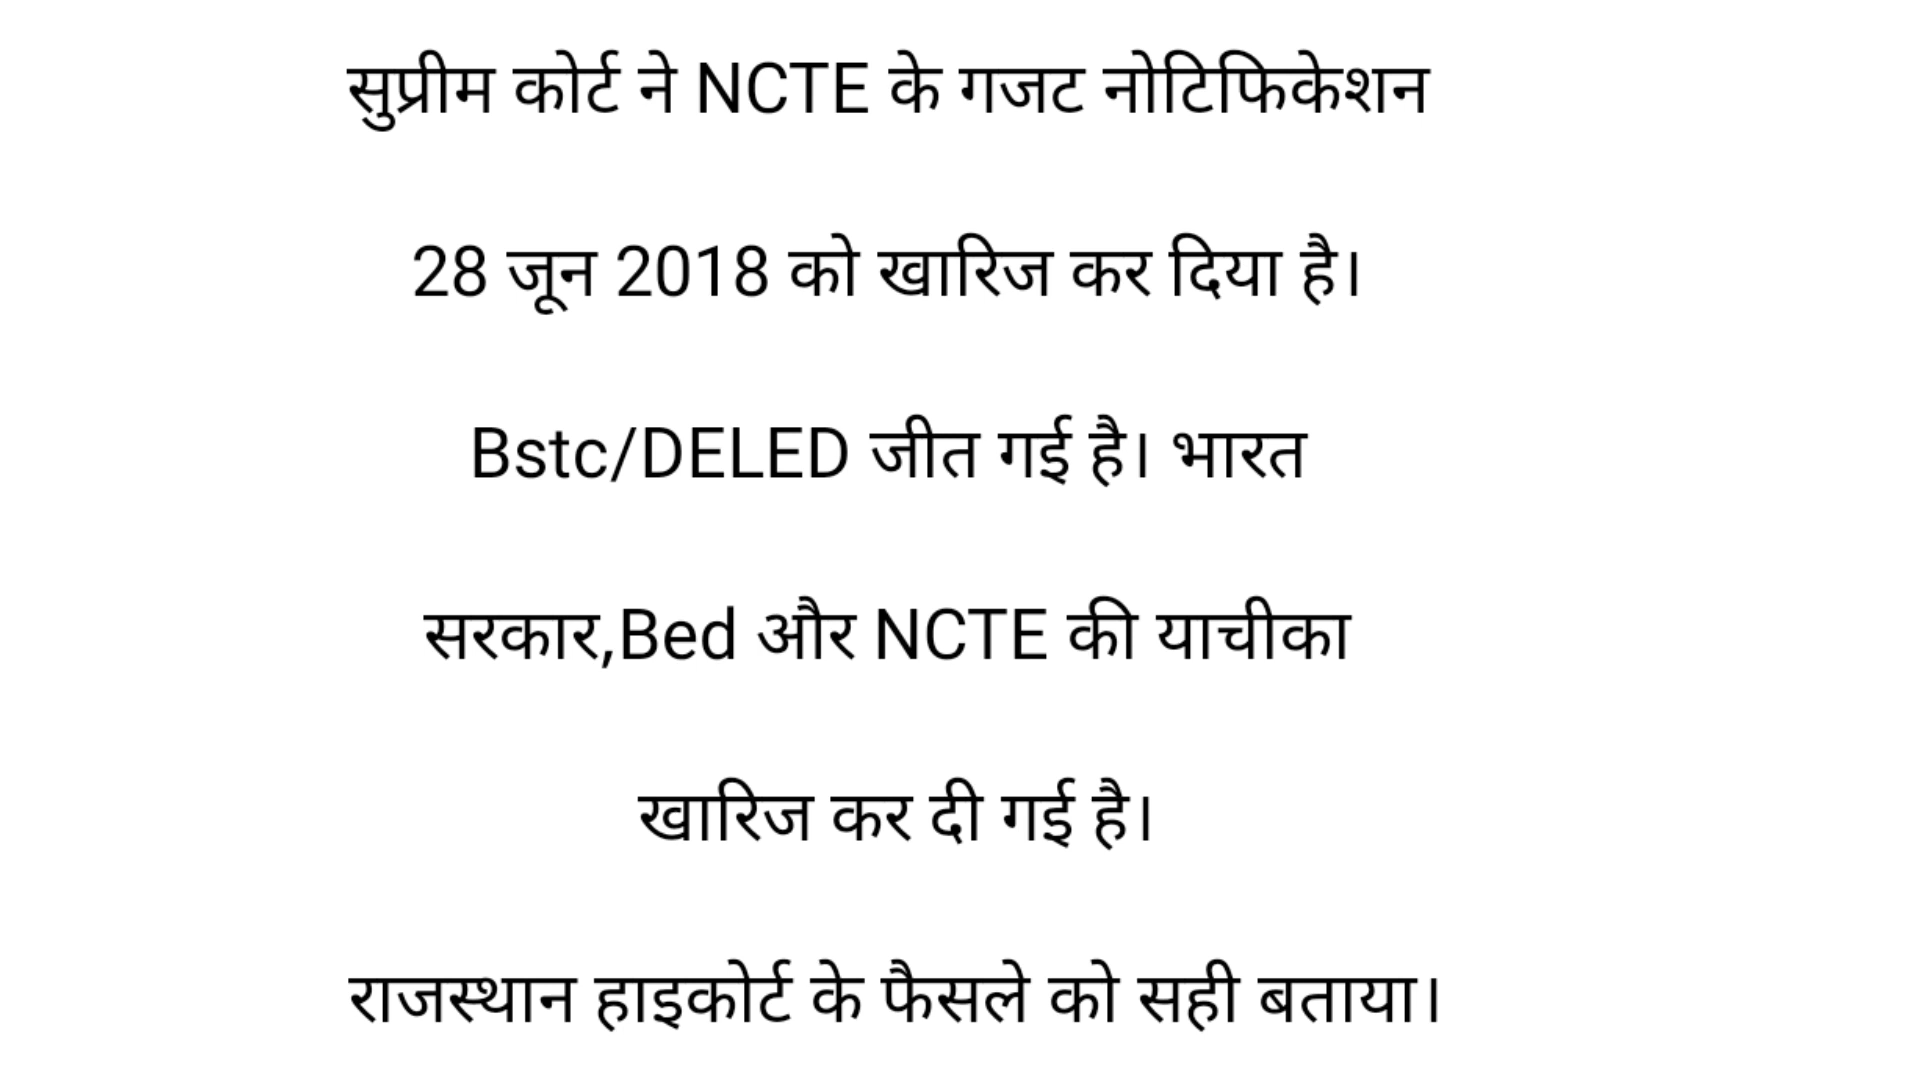 सुप्रीम कोर्ट ने NCTE के गजट नोटिफिकेशन
28 जून 2018 को खारिज कर दिया है।
Bstc/DELED जीत गई है। भारत
सरकार,Bed और NCTE की याचीका
खारिज कर दी गई है।
राजस्थान हाइकोर्ट के फैसले को सही बताया।